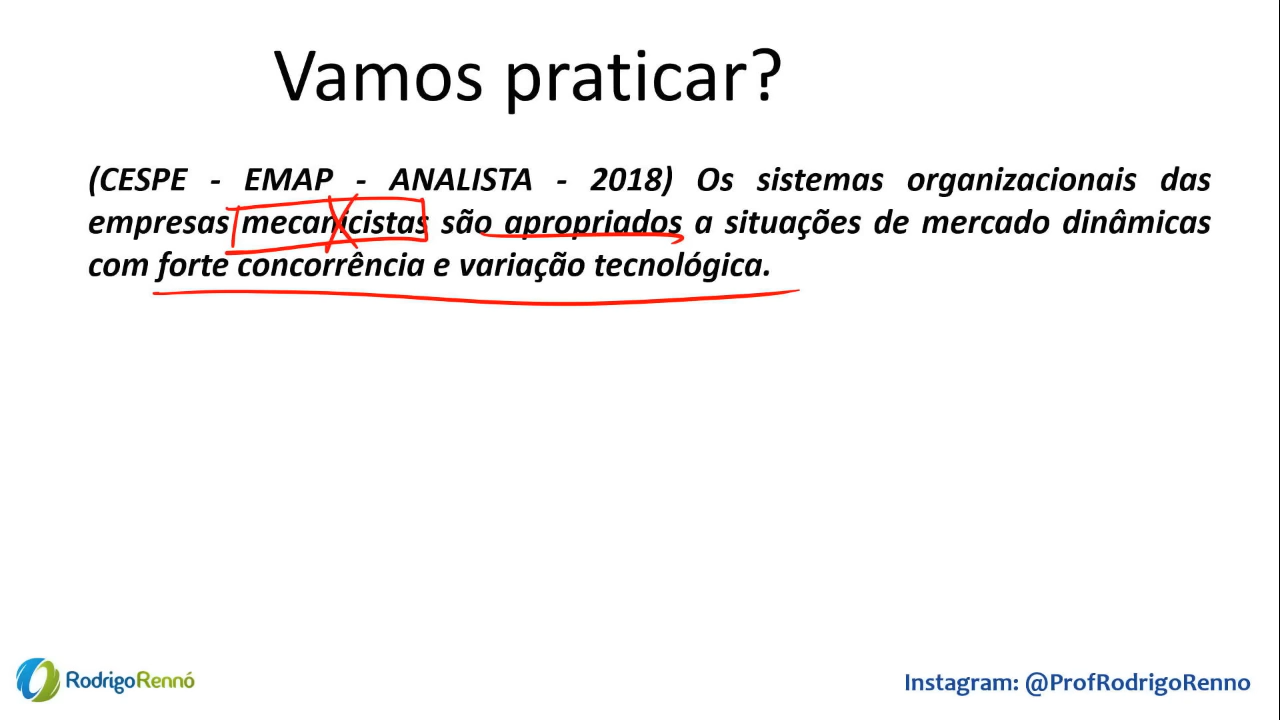 Vamos praticar?
(CESPE - EMAP - ANALISTA - 2018) Os sistemas organizacionais das
empresas mecanicistas são apropriados a situações de mercado dinâmicas
com forte concorrência e variação tecnológica.
RodrigoRennó
Instagram: @ProfRodrigoRenno